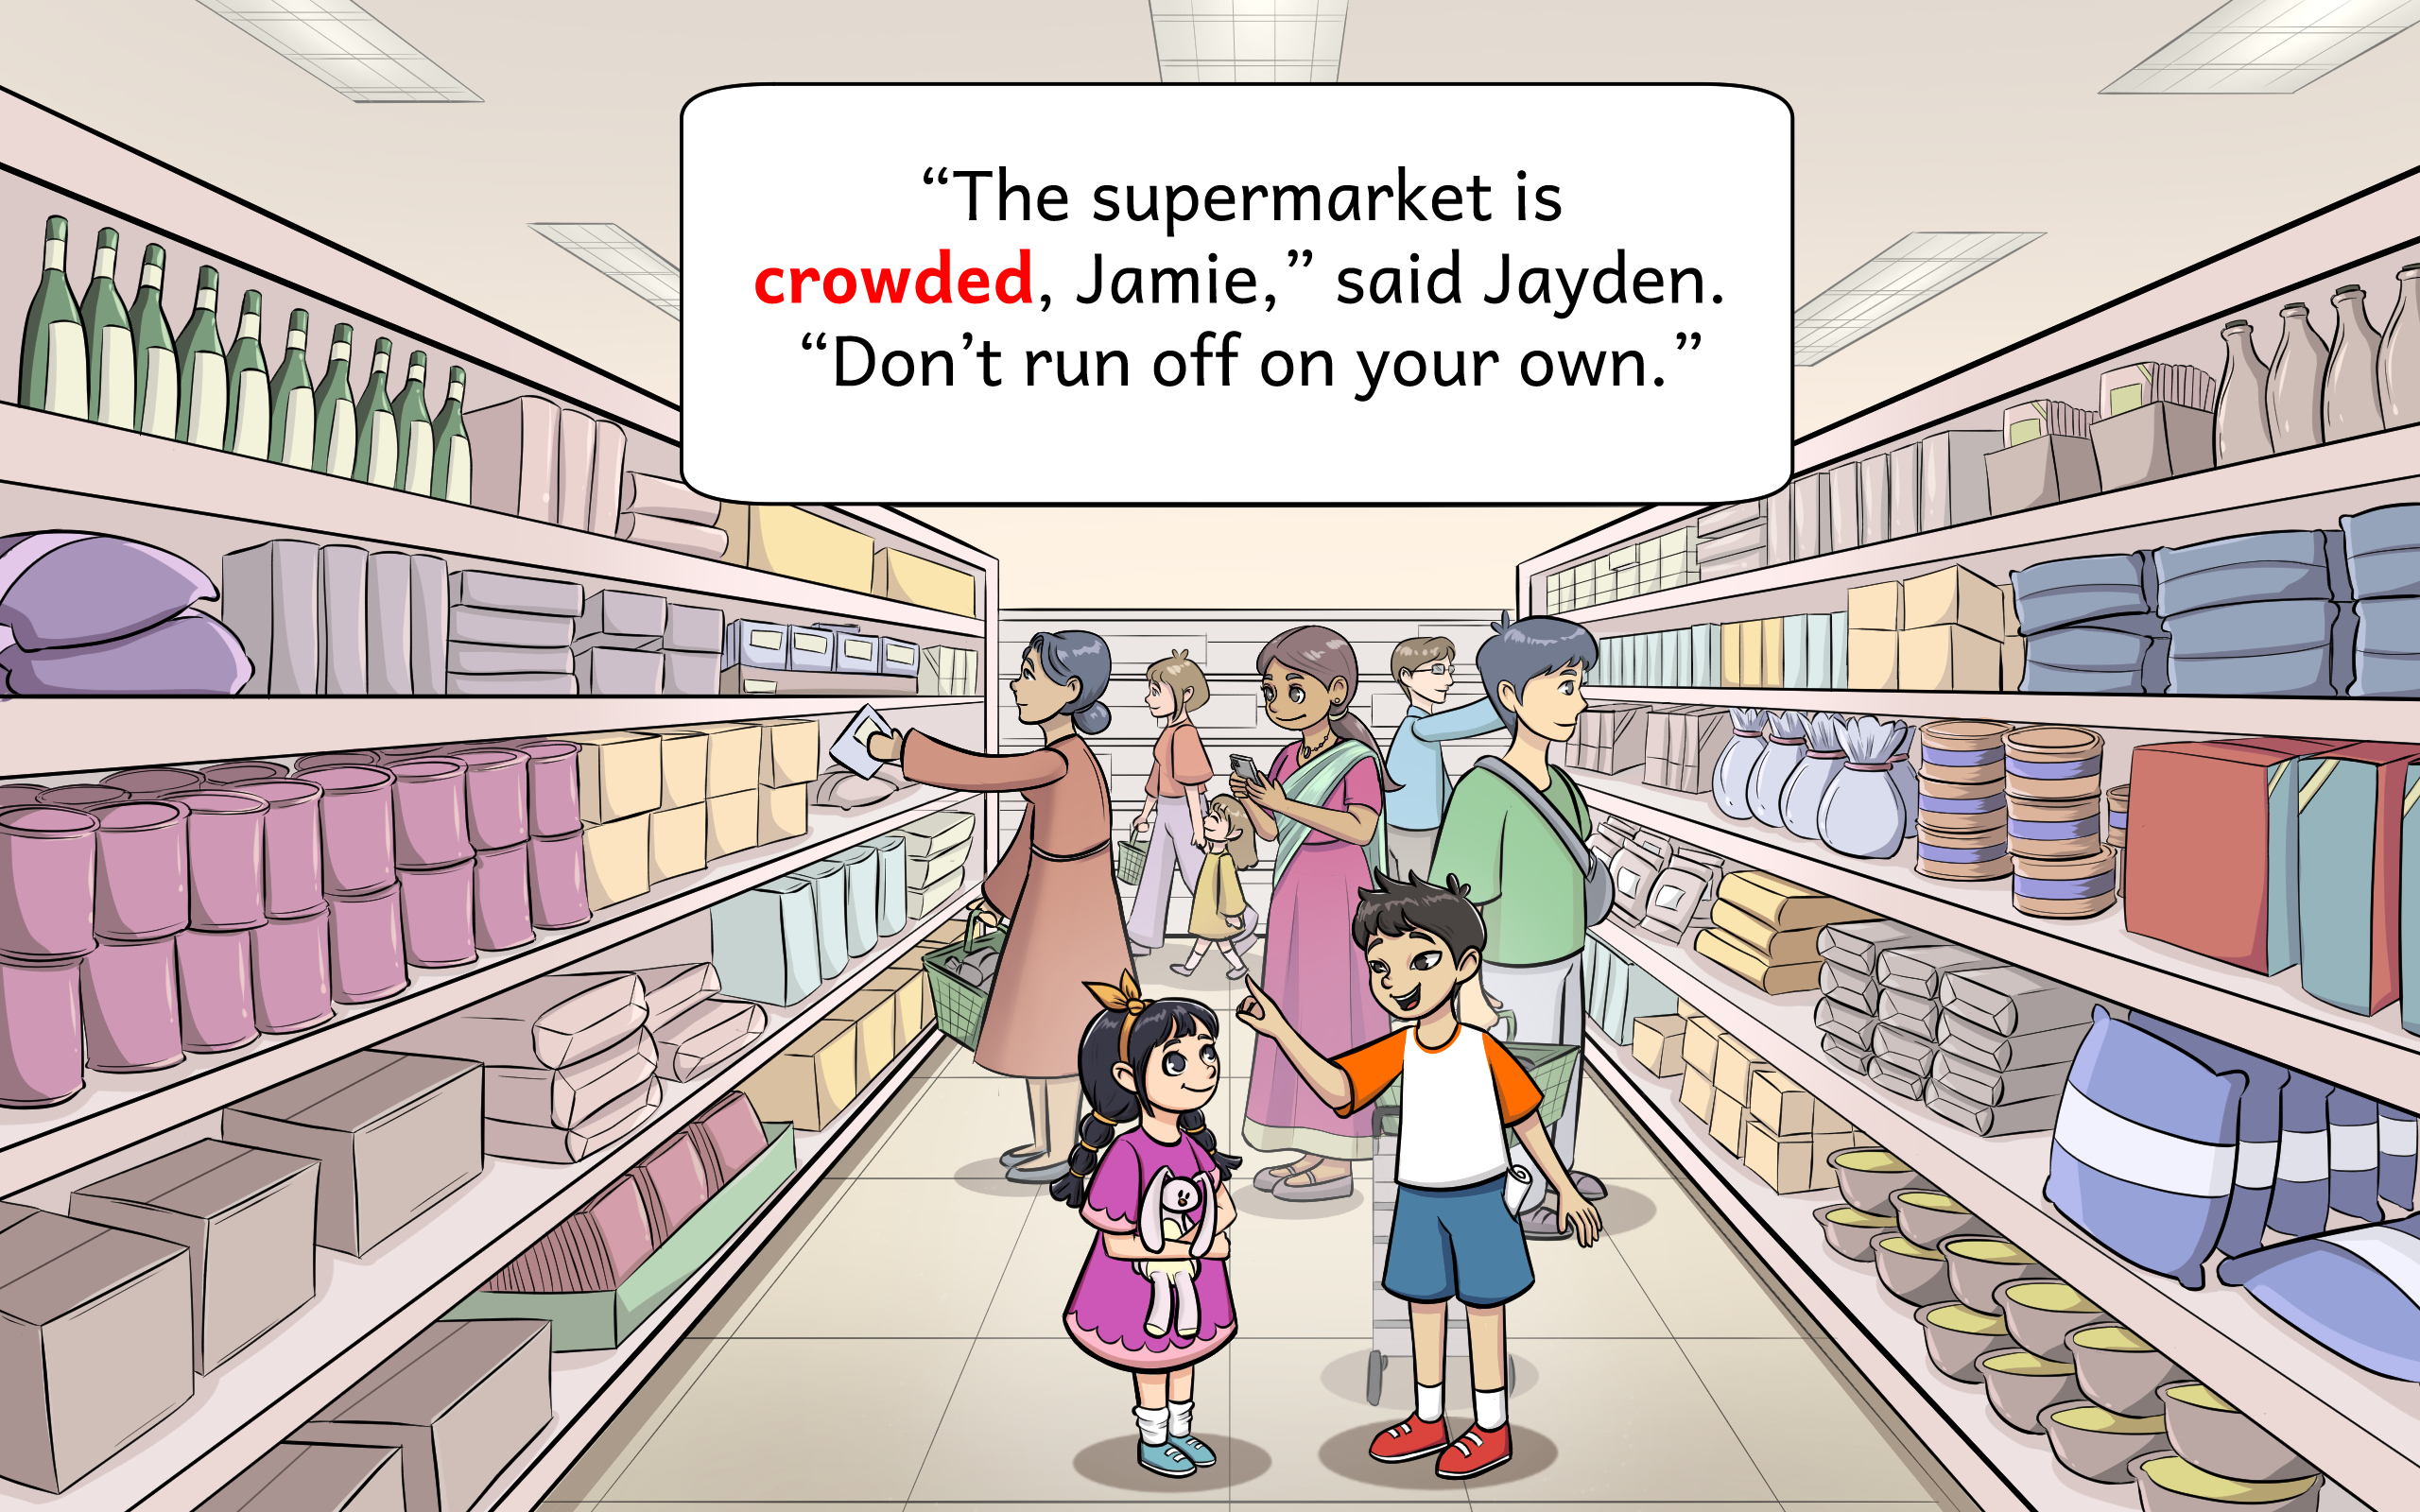 “The supermarket is
crowded, Jamie,” said Jayden.
“Don’t run off on your own.”